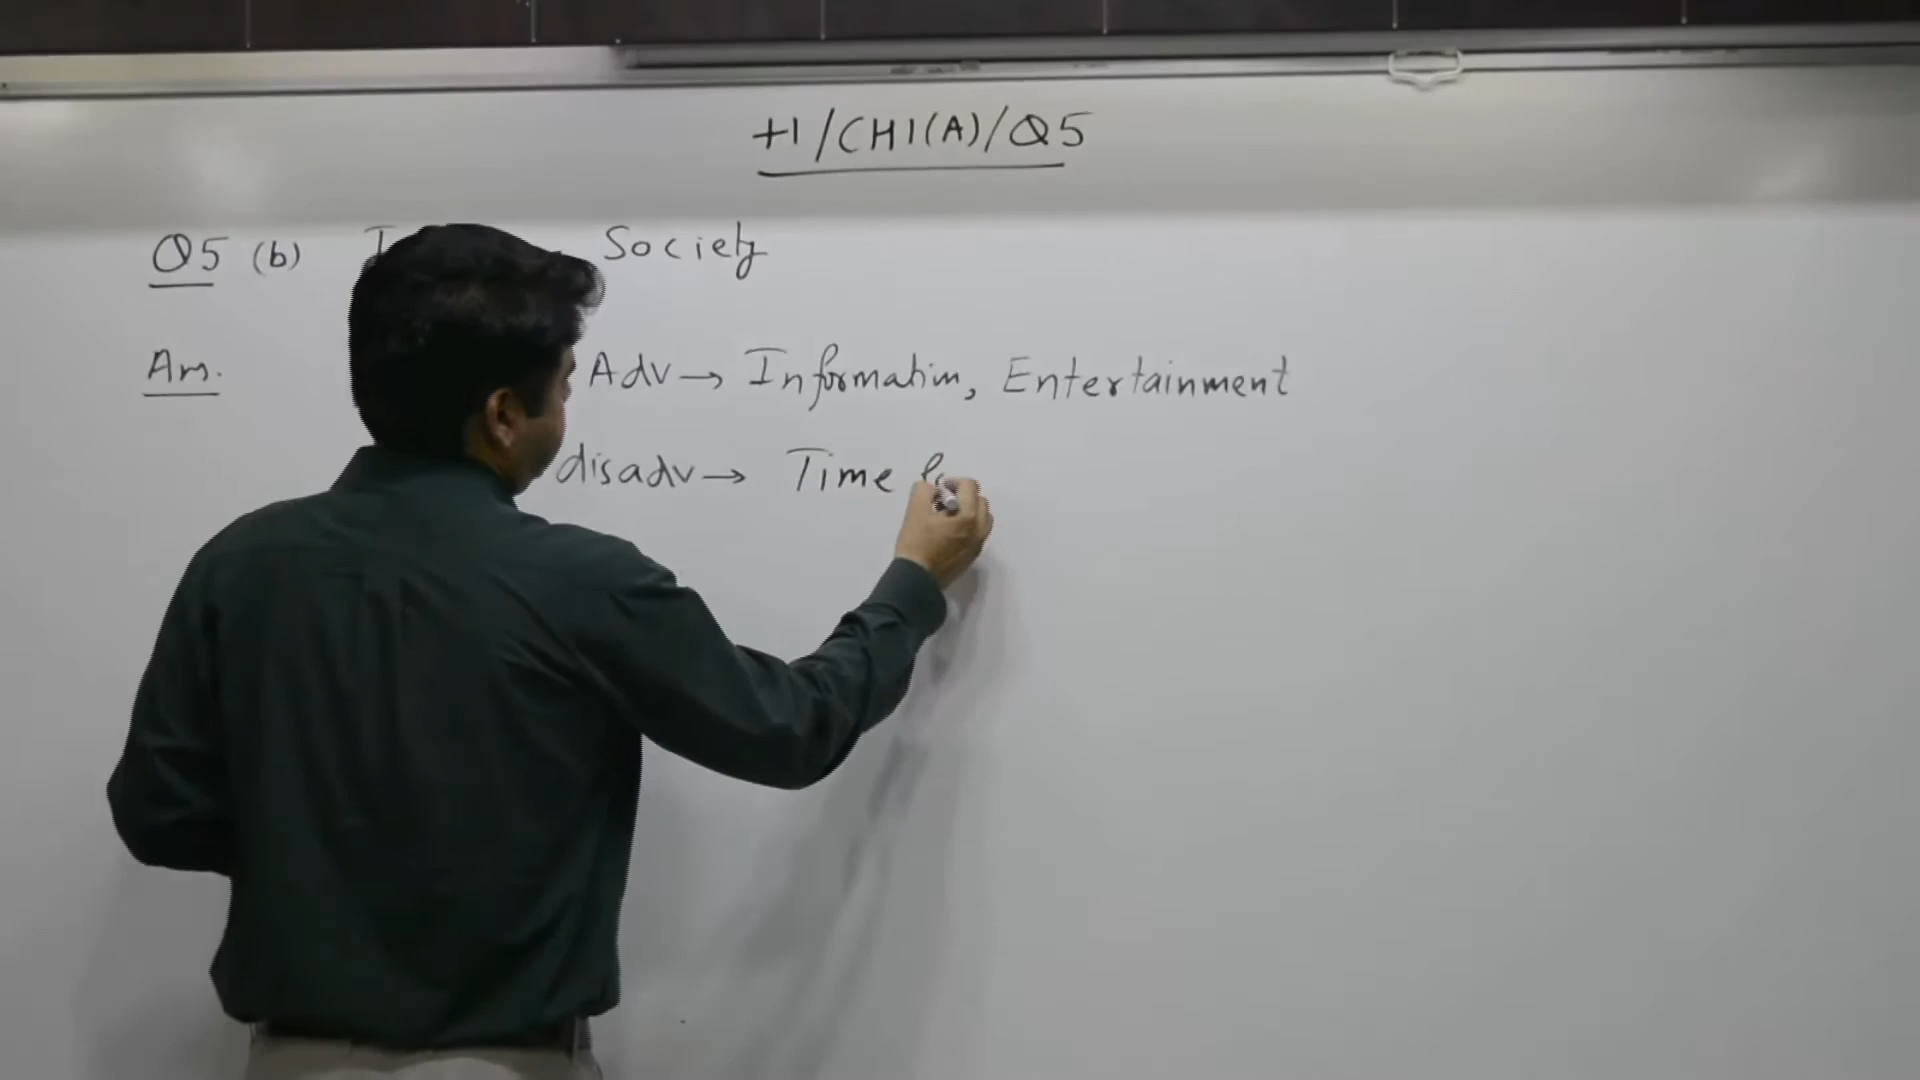 +1/CH1(A)/Q5
Q5 (b) Society
Ans.
Adv → Information, Entertainment
disadv → Time